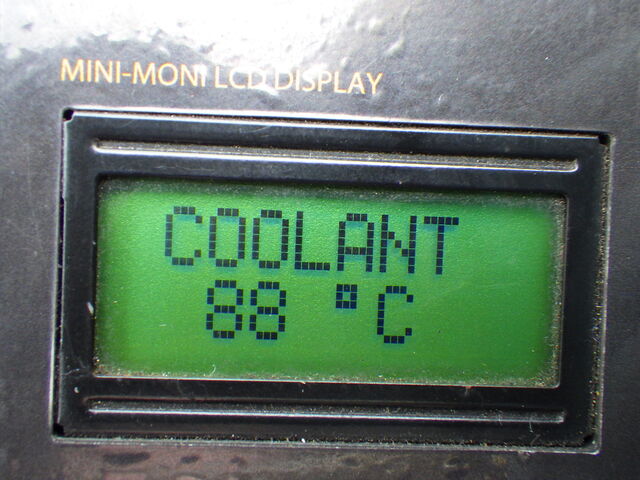 MINI-MONI LCD DISPLAY
COOLANT
88 °C